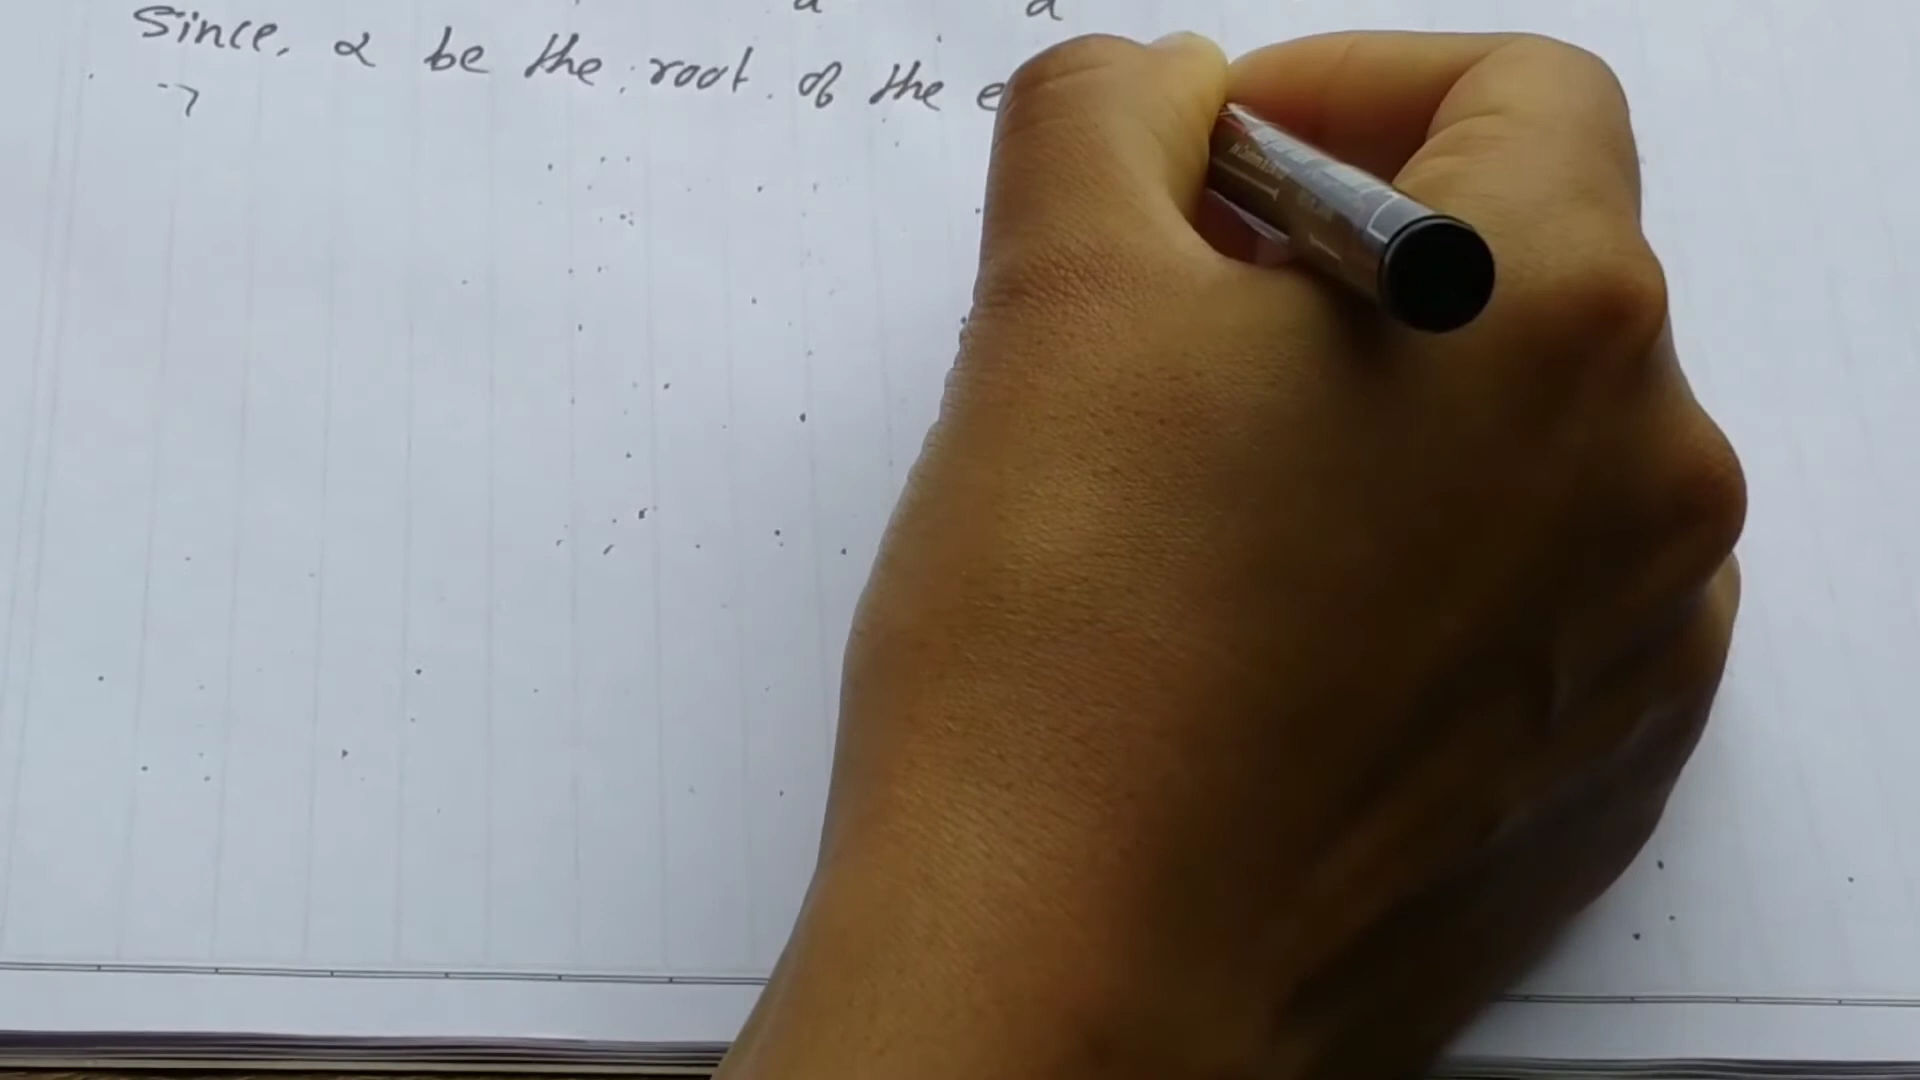 Since, α be the root of the e